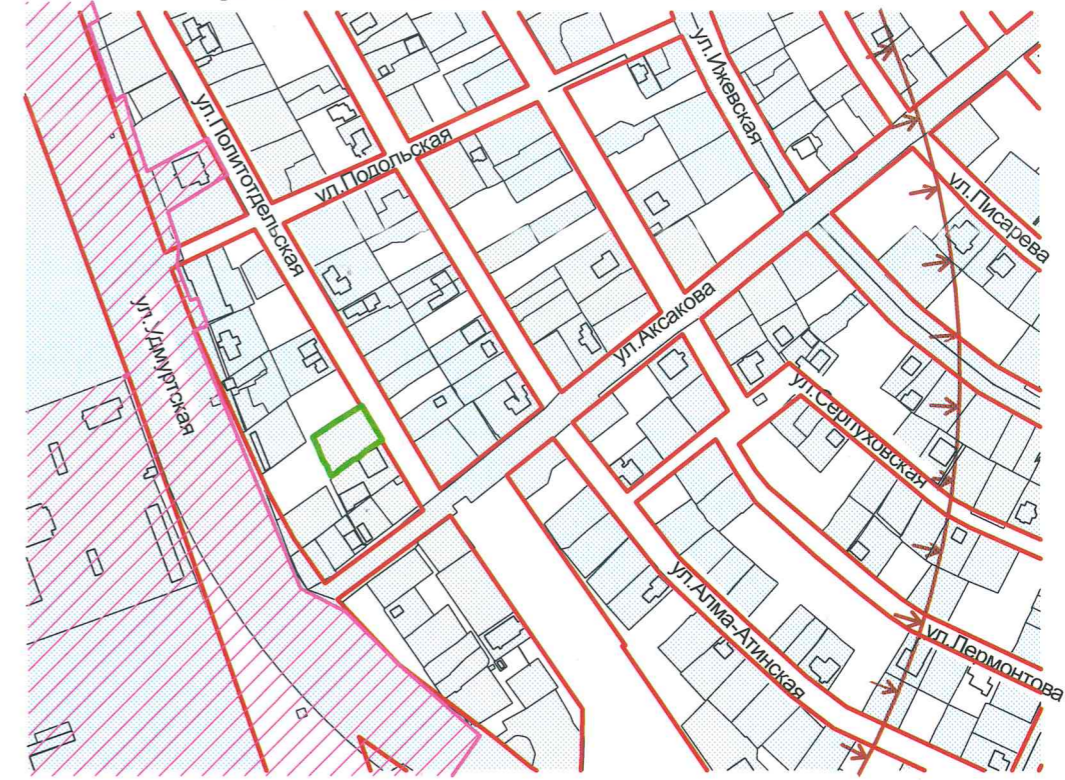 ул.Ижевская
ул.Политотдельская
ул.Подольская
ул.Писарева
ул.Удмуртская
ул.Аксакова
ул.Серпуховская
ул.Алма-Атинская
ул.Лермонтова